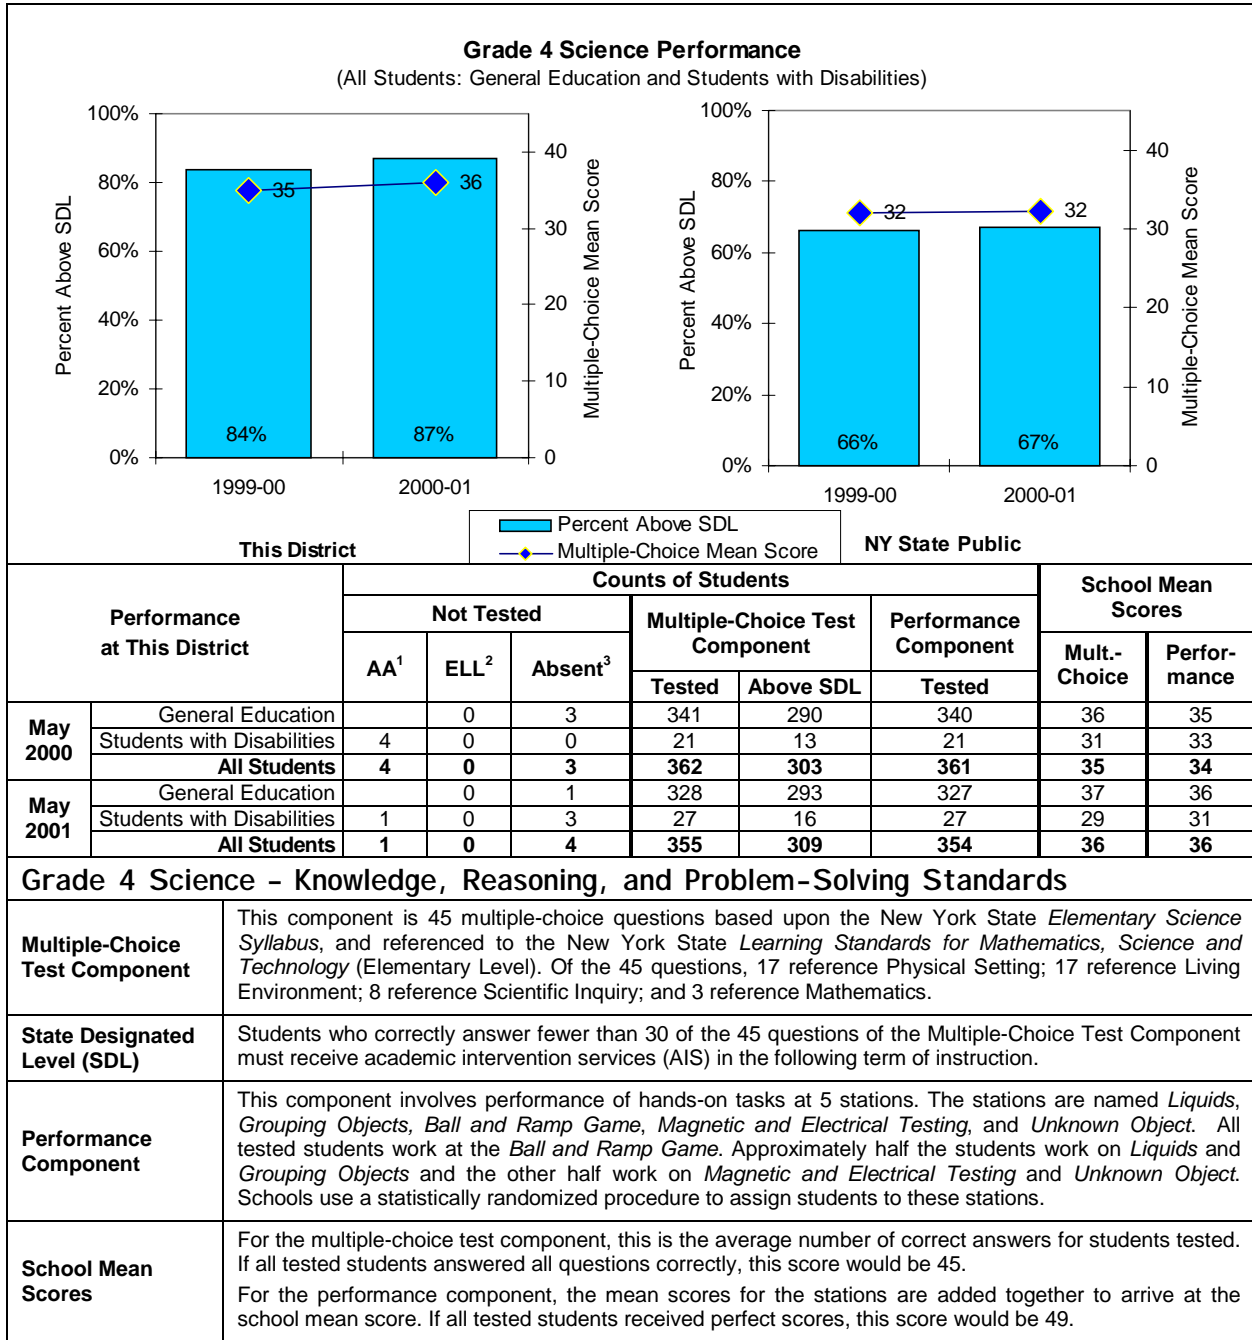 Grade 4 Science Performance
(All Students: General Education and Students with Disabilities)
100%
80%
60%
40%
20%
0%
Percent Above SDL
40
30
20
10
0
Multiple-Choice Mean Score
35
36
84%
87%
1999-00
2000-01
This District
100%
80%
60%
40%
20%
0%
Percent Above SDL
40
30
20
10
0
Multiple-Choice Mean Score
32
32
66%
67%
1999-00
2000-01
NY State Public
Percent Above SDL
Multiple-Choice Mean Score
Performance
at This District
Counts of Students
School Mean
Scores
Not Tested
Multiple-Choice Test
Component
Performance
Component
AA¹ ELL² Absent³
Mult.-
Choice
Perfor-
mance
Tested Above SDL Tested
May
2000
General Education 0 3 341 290 340 36 35
Students with Disabilities 4 0 0 21 13 21 31 33
All Students 4 0 3 362 303 361 35 34
May
2001
General Education 0 1 328 293 327 37 36
Students with Disabilities 1 0 3 27 16 27 29 31
All Students 1 0 4 355 309 354 36 36
Grade 4 Science – Knowledge, Reasoning, and Problem-Solving Standards
Multiple-Choice
Test Component
This component is 45 multiple-choice questions based upon the New York State Elementary Science
Syllabus, and referenced to the New York State Learning Standards for Mathematics, Science and
Technology (Elementary Level). Of the 45 questions, 17 reference Physical Setting; 17 reference Living
Environment; 8 reference Scientific Inquiry; and 3 reference Mathematics.
State Designated
Level (SDL)
Students who correctly answer fewer than 30 of the 45 questions of the Multiple-Choice Test Component
must receive academic intervention services (AIS) in the following term of instruction.
Performance
Component
This component involves performance of hands-on tasks at 5 stations. The stations are named Liquids,
Grouping Objects, Ball and Ramp Game, Magnetic and Electrical Testing, and Unknown Object. All
tested students work at the Ball and Ramp Game. Approximately half the students work on Liquids and
Grouping Objects and the other half work on Magnetic and Electrical Testing and Unknown Object.
Schools use a statistically randomized procedure to assign students to these stations.
School Mean
Scores
For the multiple-choice test component, this is the average number of correct answers for students tested.
If all tested students answered all questions correctly, this score would be 45.
For the performance component, the mean scores for the stations are added together to arrive at the
school mean score. If all tested students received perfect scores, this score would be 49.